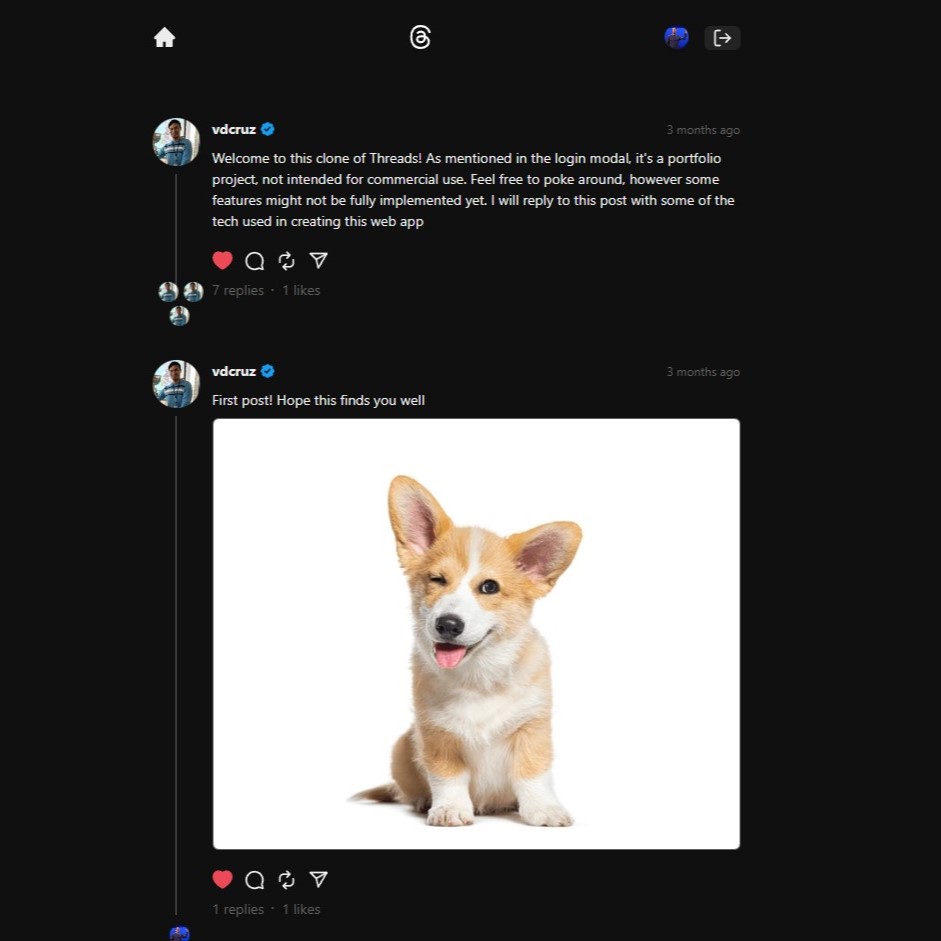 vdcruz
3 months ago
Welcome to this clone of Threads! As mentioned in the login modal, it's a portfolio
project, not intended for commercial use. Feel free to poke around, however some
features might not be fully implemented yet. I will reply to this post with some of the
tech used in creating this web app
7 replies · 1 likes
vdcruz
3 months ago
First post! Hope this finds you well
1 replies · 1 likes